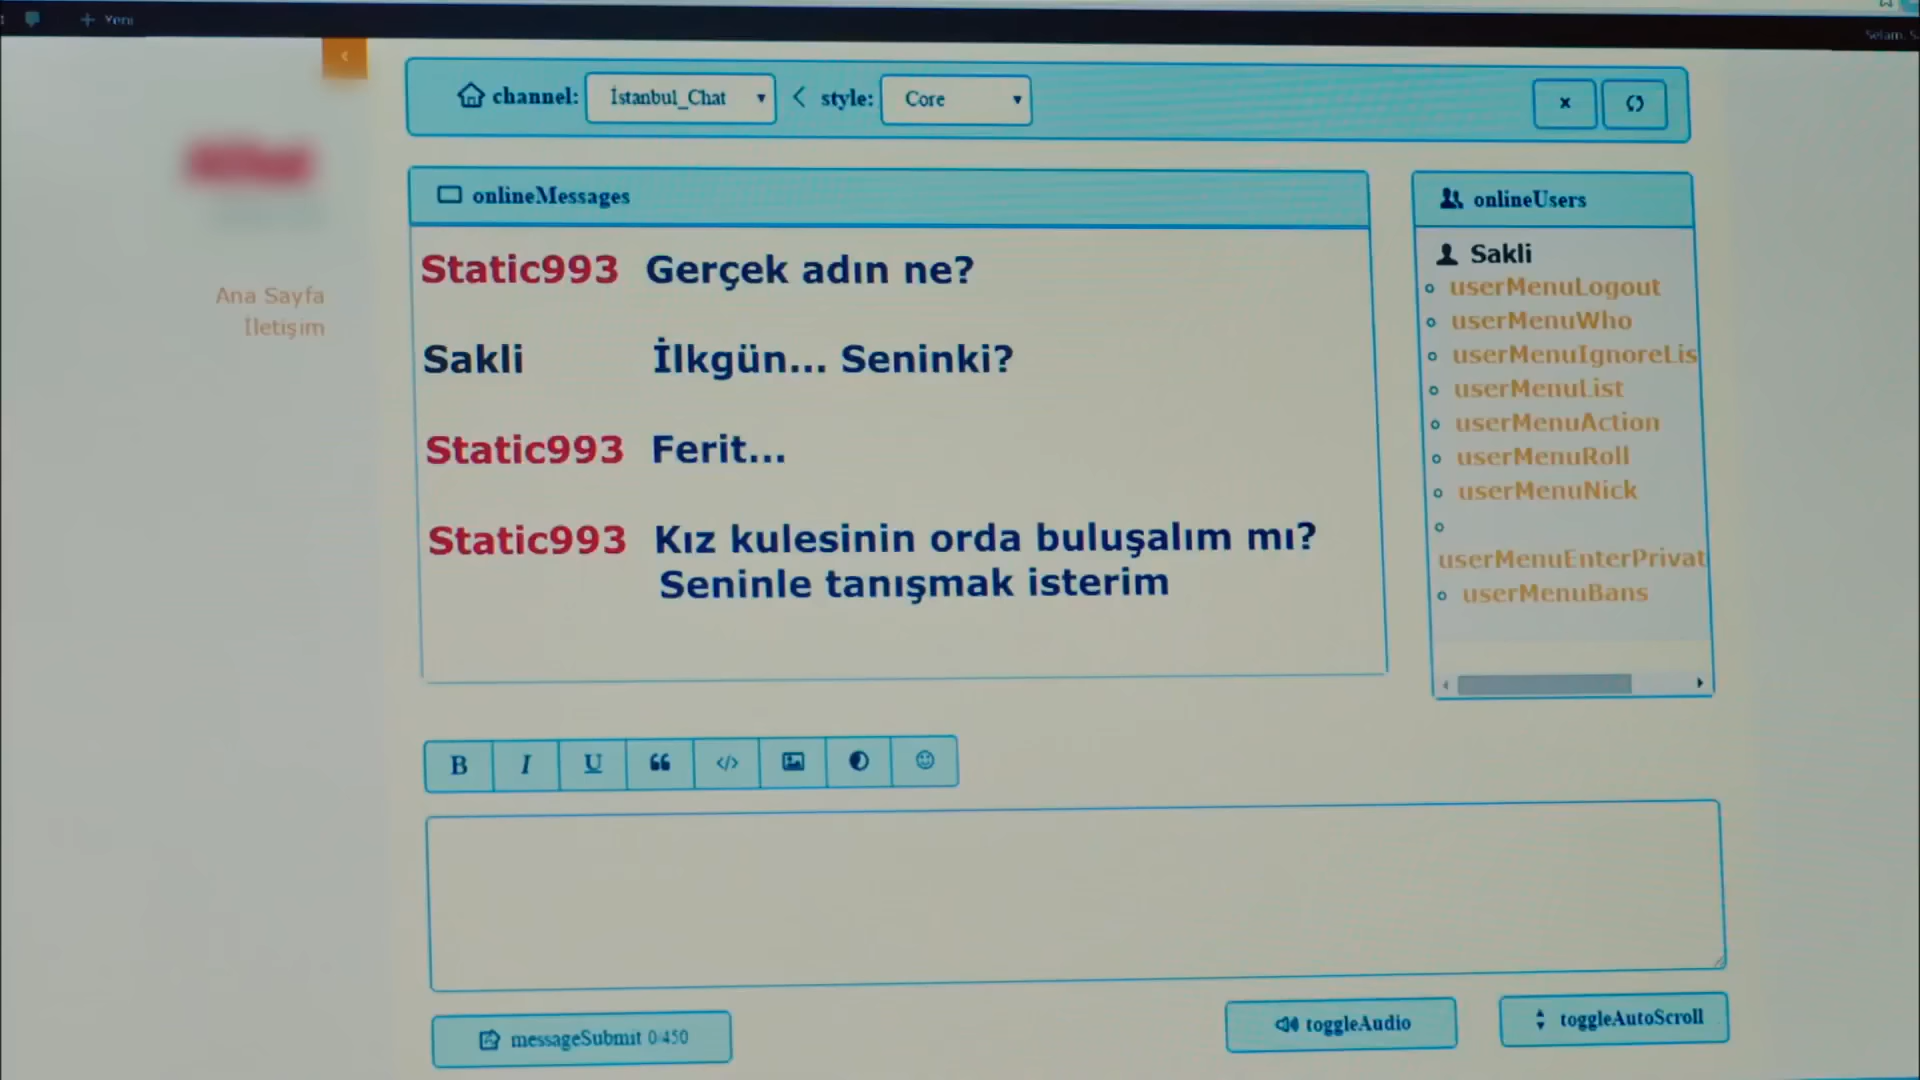 Yeni
Selam, S
channel: İstanbul_Chat style: Core
onlineMessages
onlineUsers
Static993 Gerçek adın ne?
Sakli İlkgün... Seninki?
Static993 Ferit...
Static993 Kız kulesinin orda buluşalım mı?
Seninle tanışmak isterim
Sakli
userMenuLogout
userMenuWho
userMenuIgnoreLis
userMenuList
userMenuAction
userMenuRoll
userMenuNick
userMenuEnterPrivat
userMenuBans
Ana Sayfa
İletişim
B I U
messageSubmit 0/450
toggleAudio
toggleAutoScroll